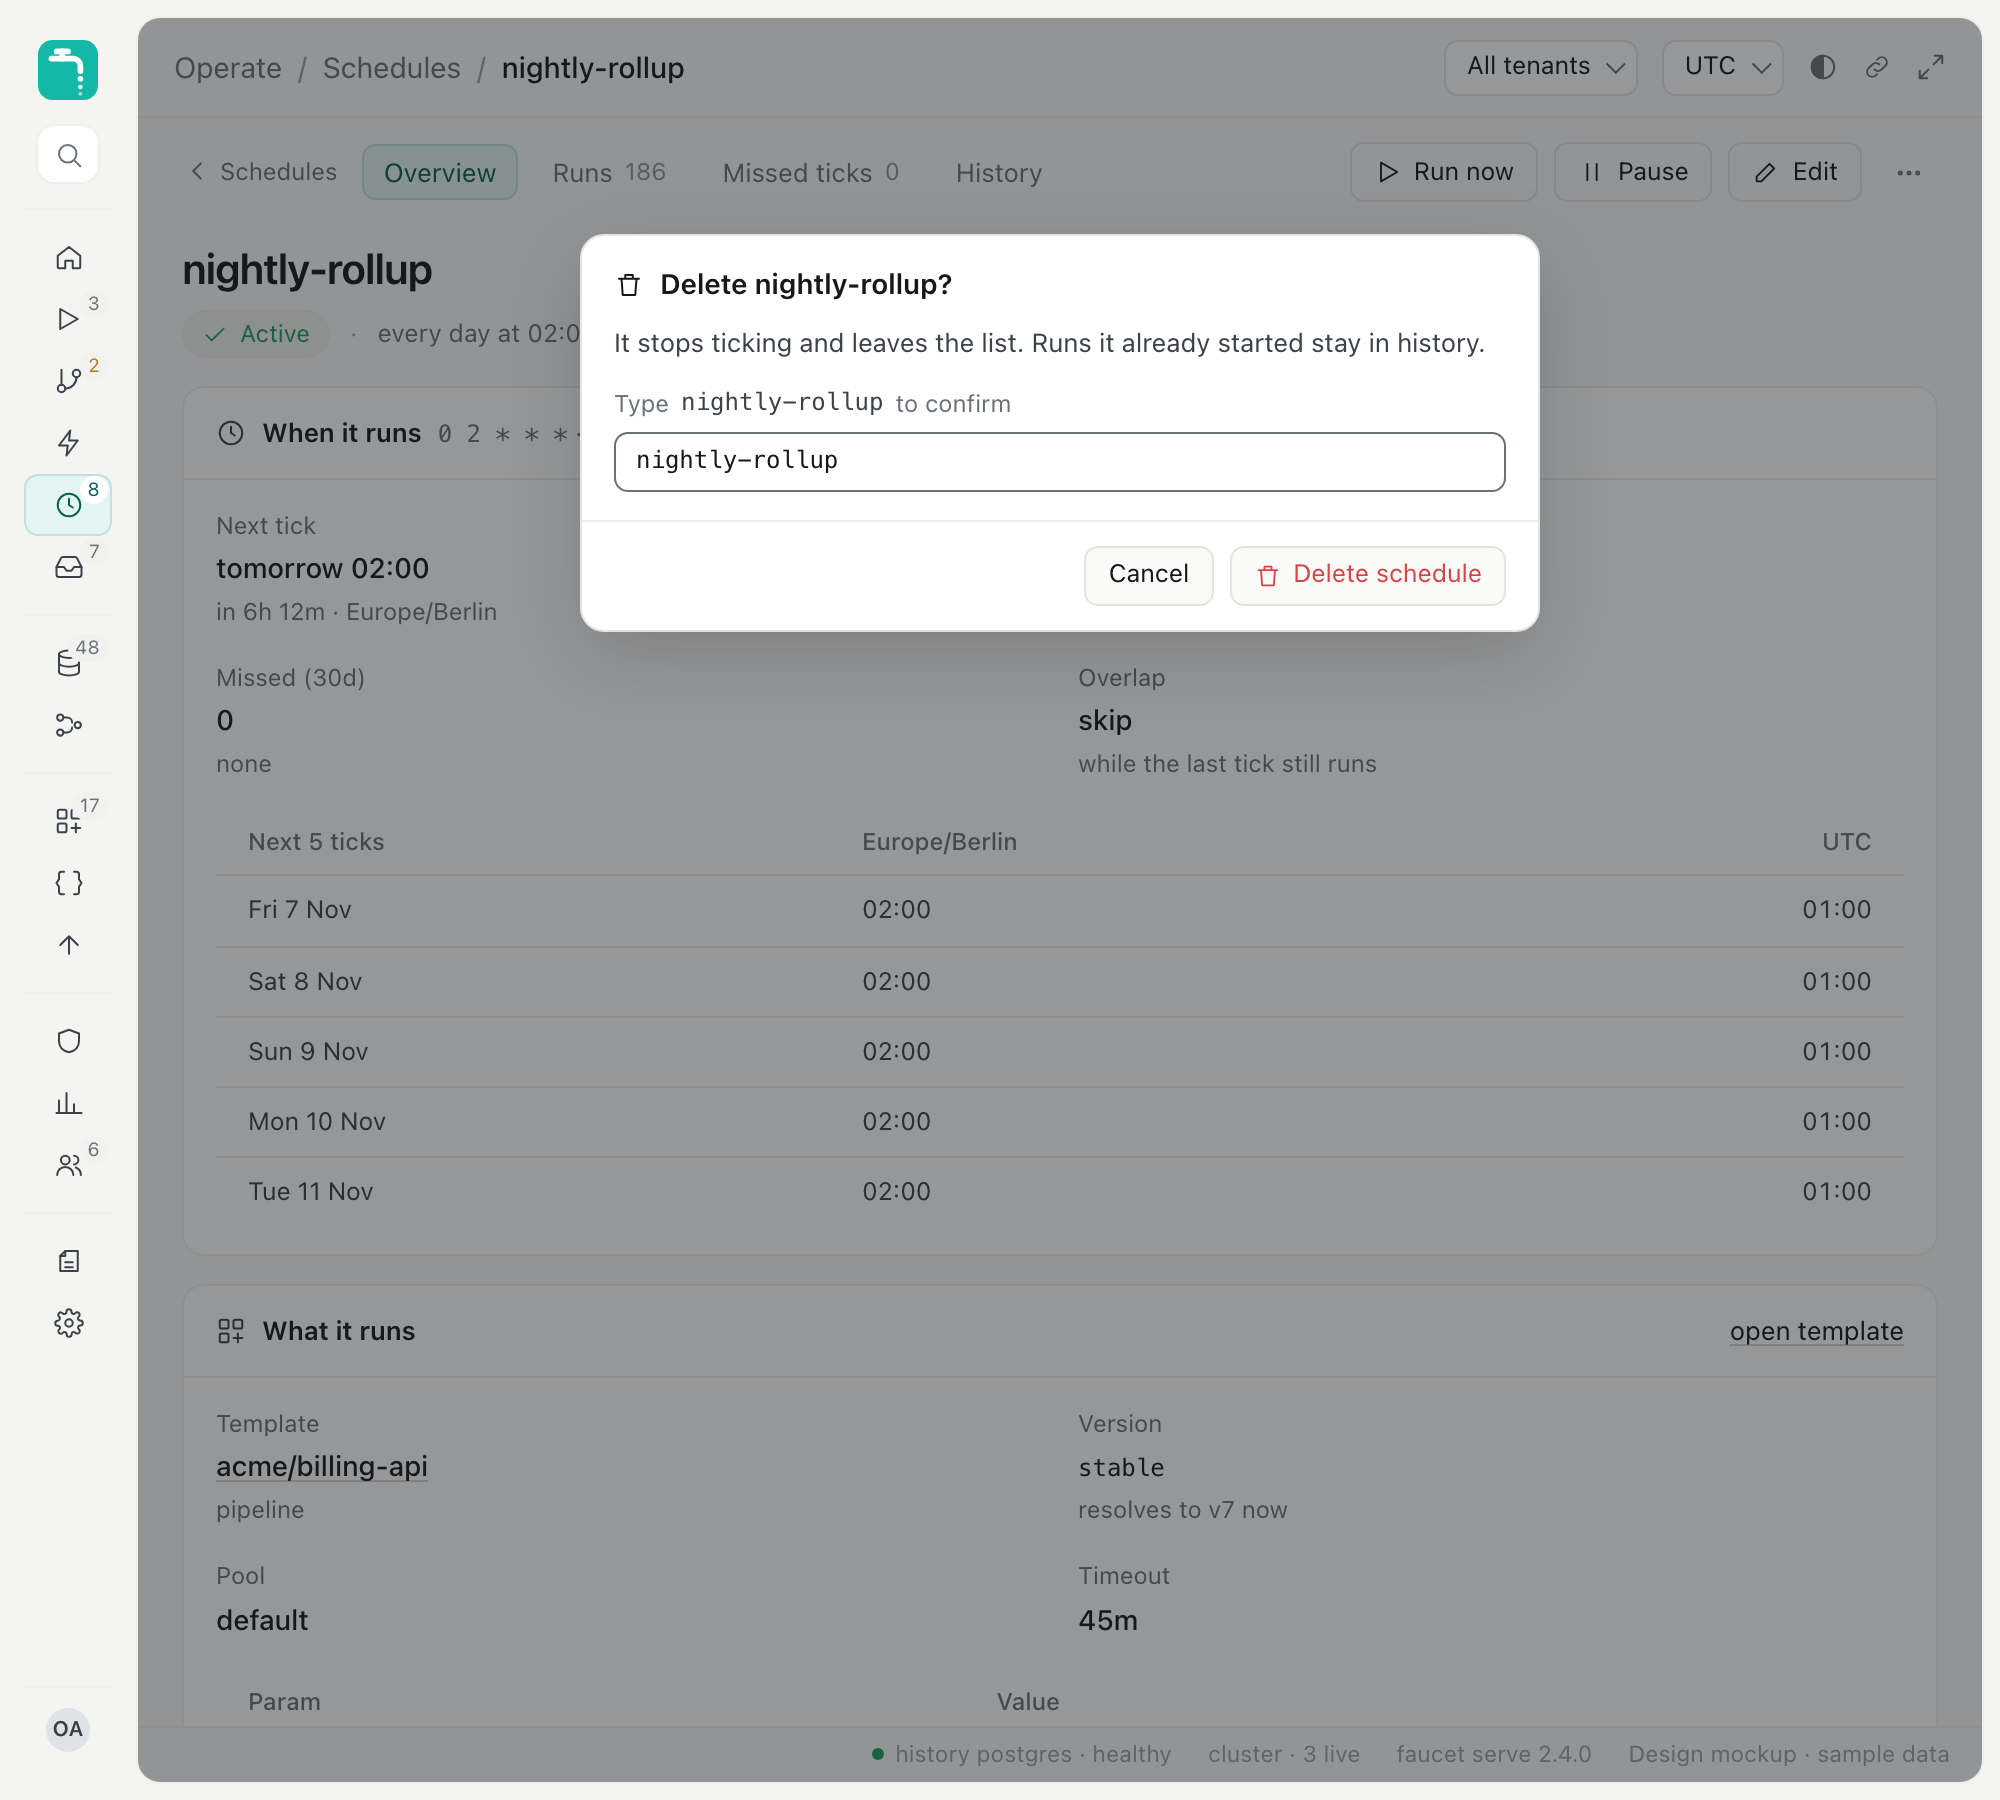 Operate / Schedules / nightly-rollup
All tenants
UTC
Schedules
Overview
Runs 186
Missed ticks 0
History
Run now
Pause
Edit
nightly-rollup
Active · every day at 02:0
Delete nightly-rollup?
It stops ticking and leaves the list. Runs it already started stay in history.
Type nightly-rollup to confirm
nightly-rollup
Cancel
Delete schedule
When it runs 0 2 * * *
Next tick
tomorrow 02:00
in 6h 12m · Europe/Berlin
Missed (30d)
0
none
Overlap
skip
while the last tick still runs
Next 5 ticks Europe/Berlin UTC
Fri 7 Nov 02:00 01:00
Sat 8 Nov 02:00 01:00
Sun 9 Nov 02:00 01:00
Mon 10 Nov 02:00 01:00
Tue 11 Nov 02:00 01:00
What it runs
open template
Template
acme/billing-api
pipeline
Version
stable
resolves to v7 now
Pool
default
Timeout
45m
Param Value
history postgres · healthy
cluster · 3 live
faucet serve 2.4.0
Design mockup · sample data
3
2
8
7
48
17
6
OA